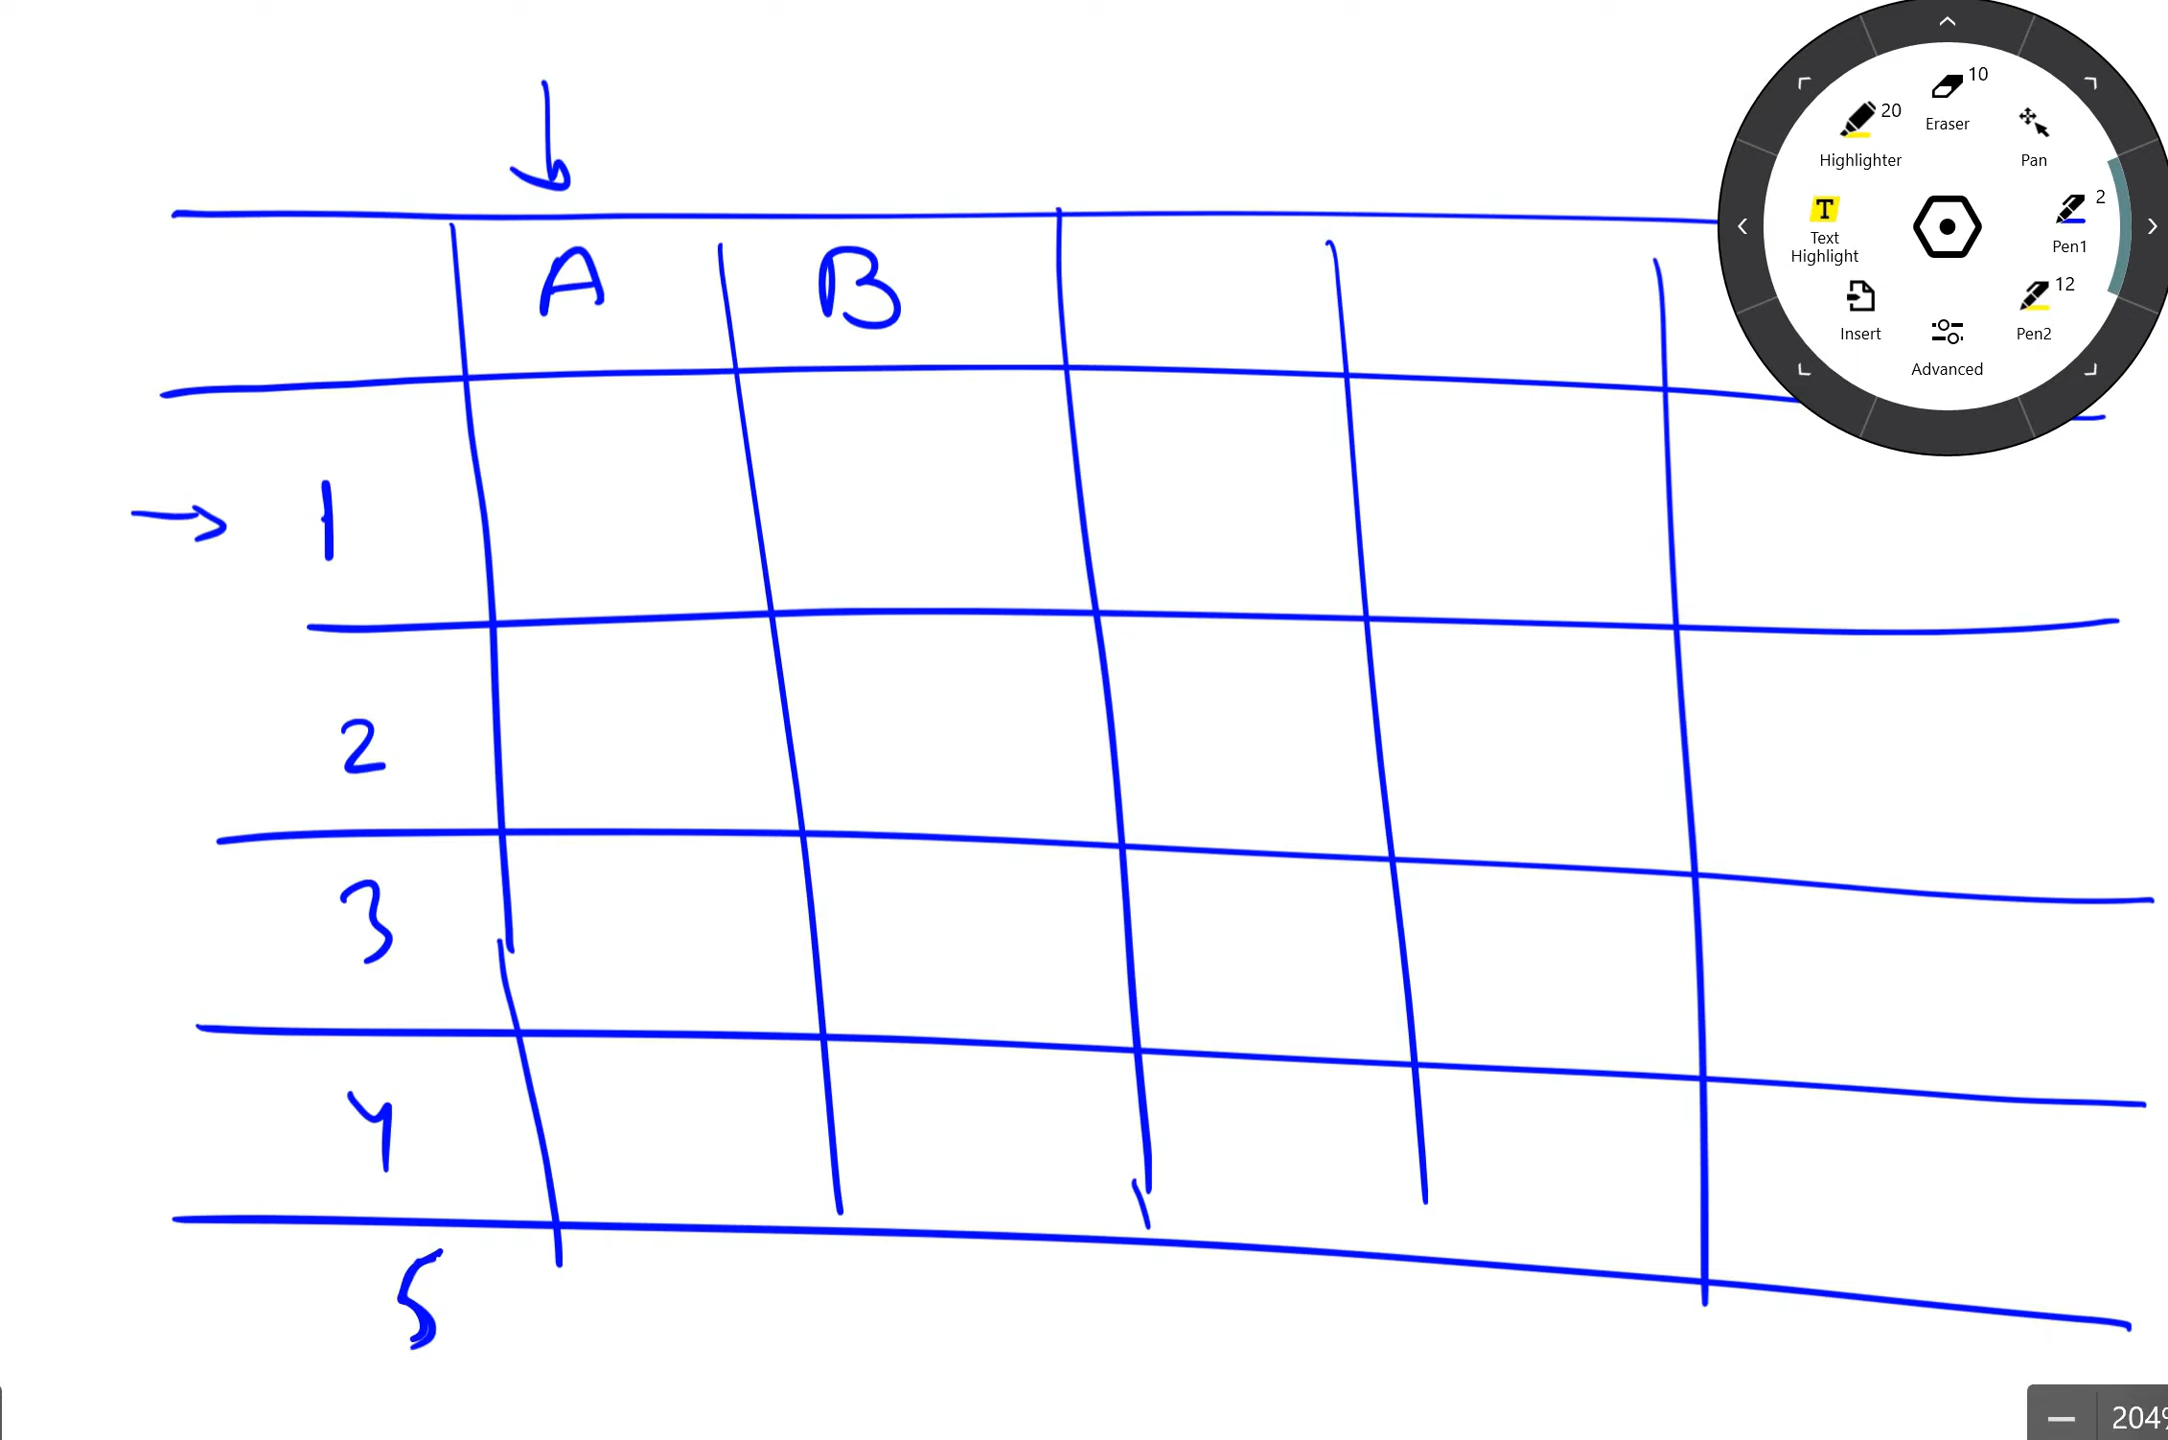 A B
1
2
3
4
5
10
Eraser
20
Highlighter
Pan
T
Text
Highlight
2
Pen1
Insert
12
Pen2
Advanced
204%